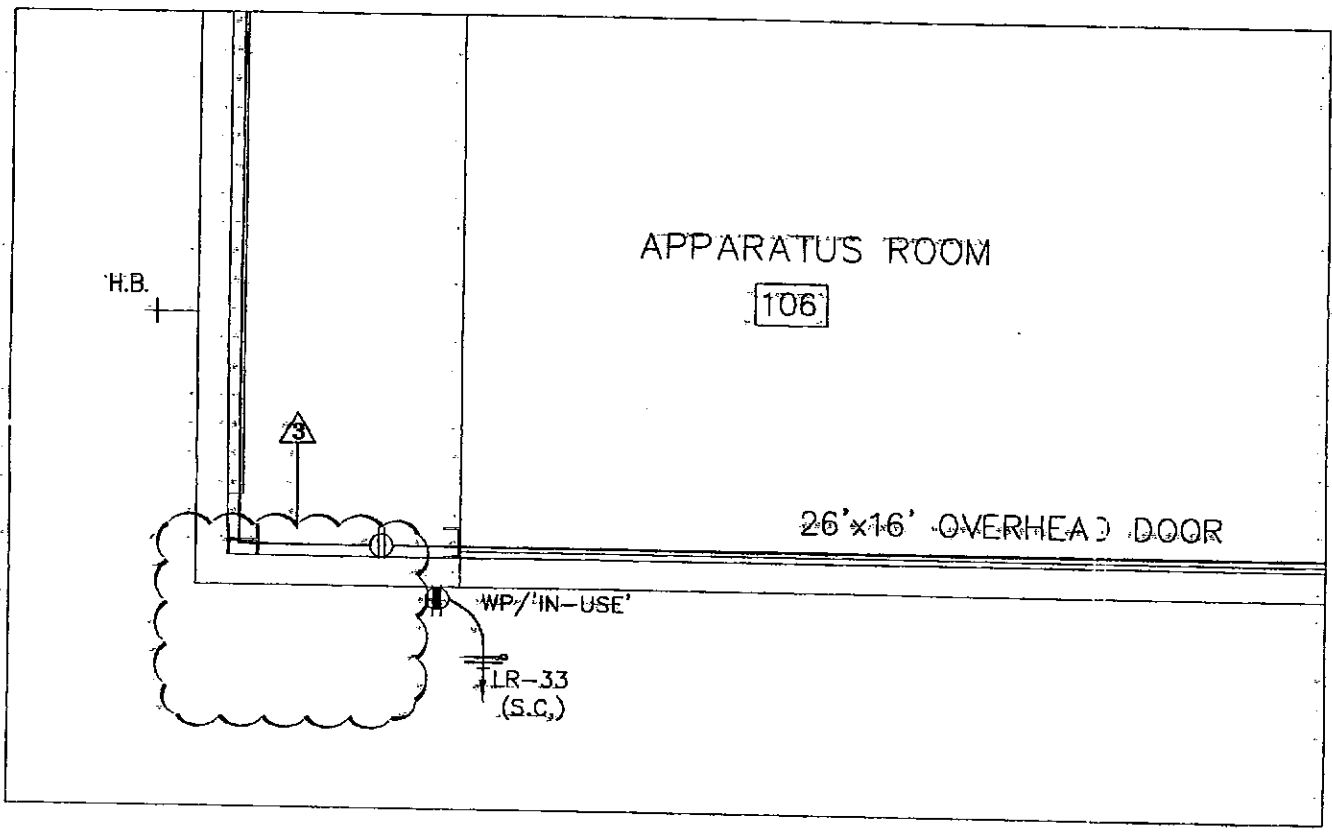 APPARATUS ROOM
106
H.B.
3
26'x16' OVERHEAD DOOR
WP/'IN-USE'
LR-33
(S.C.)